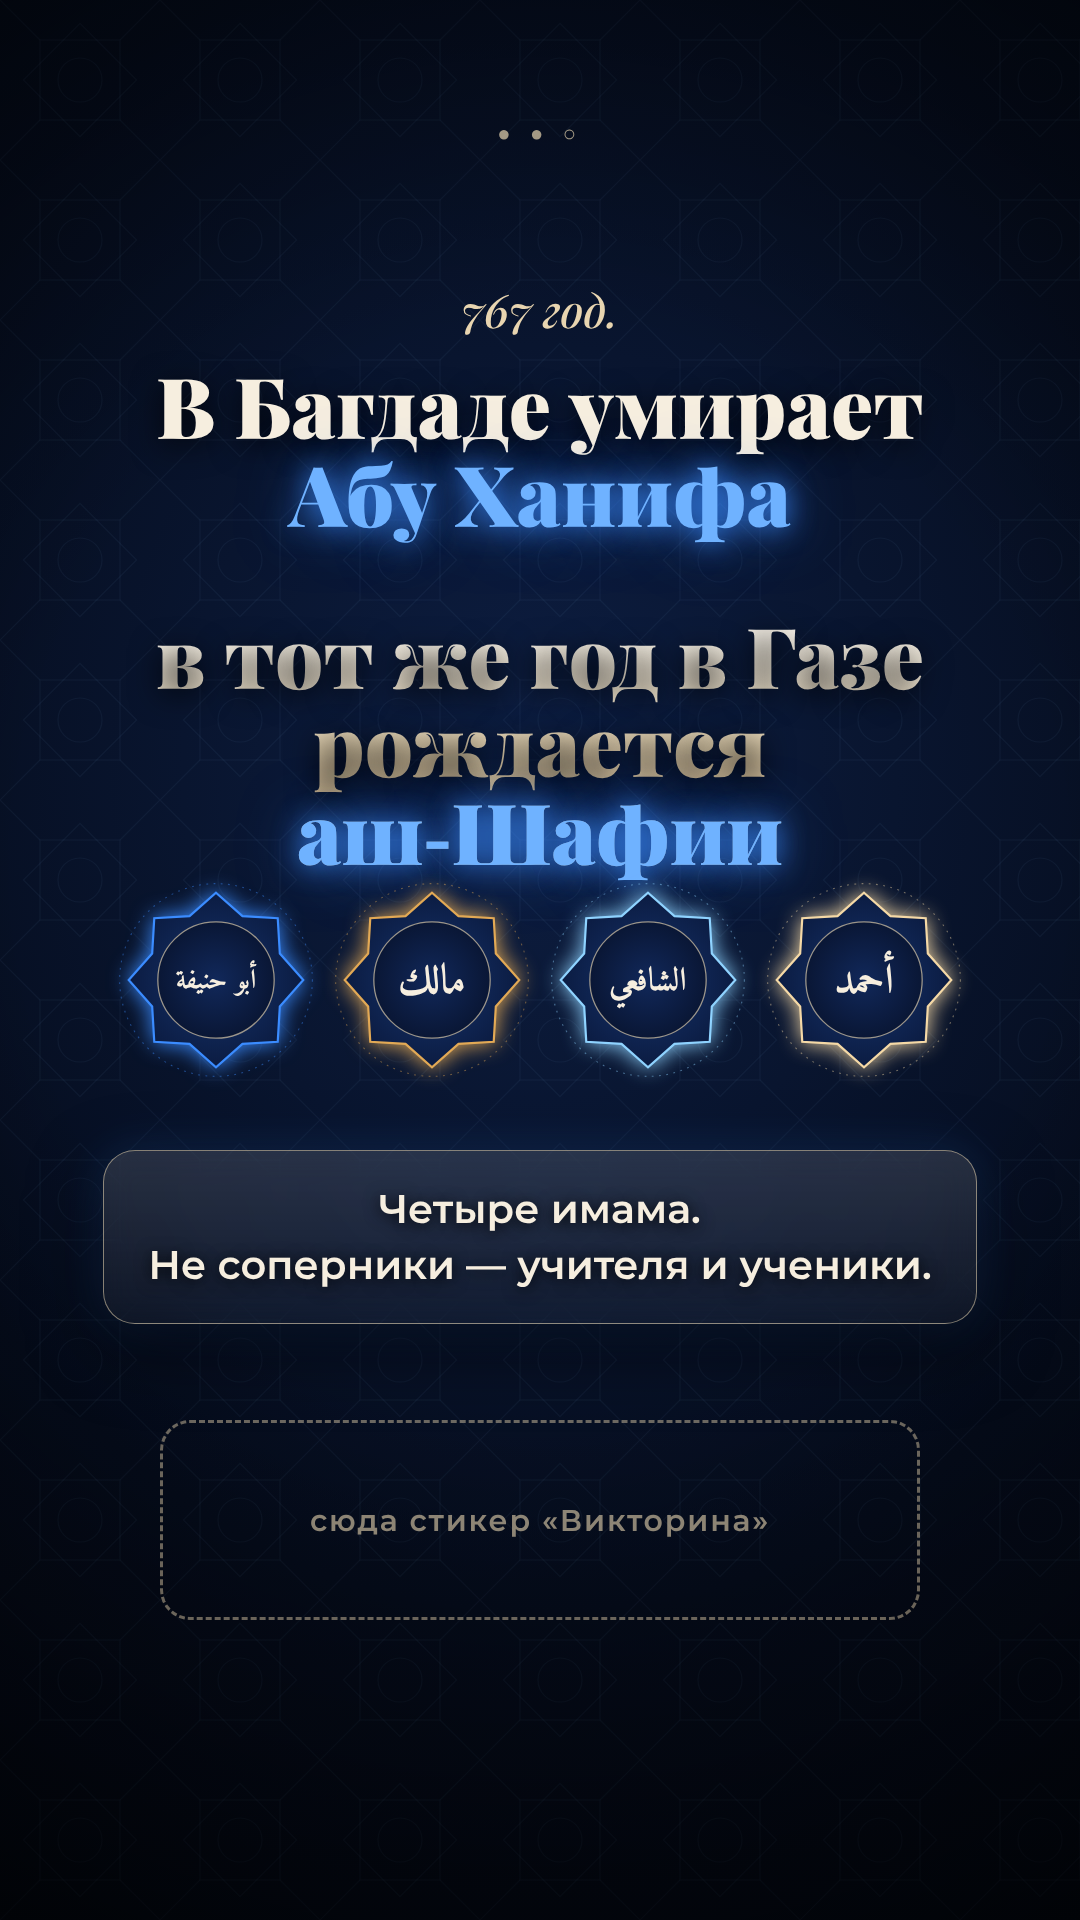 767 год.
В Багдаде умирает
Абу Ханифа
в тот же год в Газе
рождается
аш-Шафии
أبو حنيفة
مالك
الشافعي
أحمد
Четыре имама.
Не соперники — учителя и ученики.
сюда стикер «Викторина»